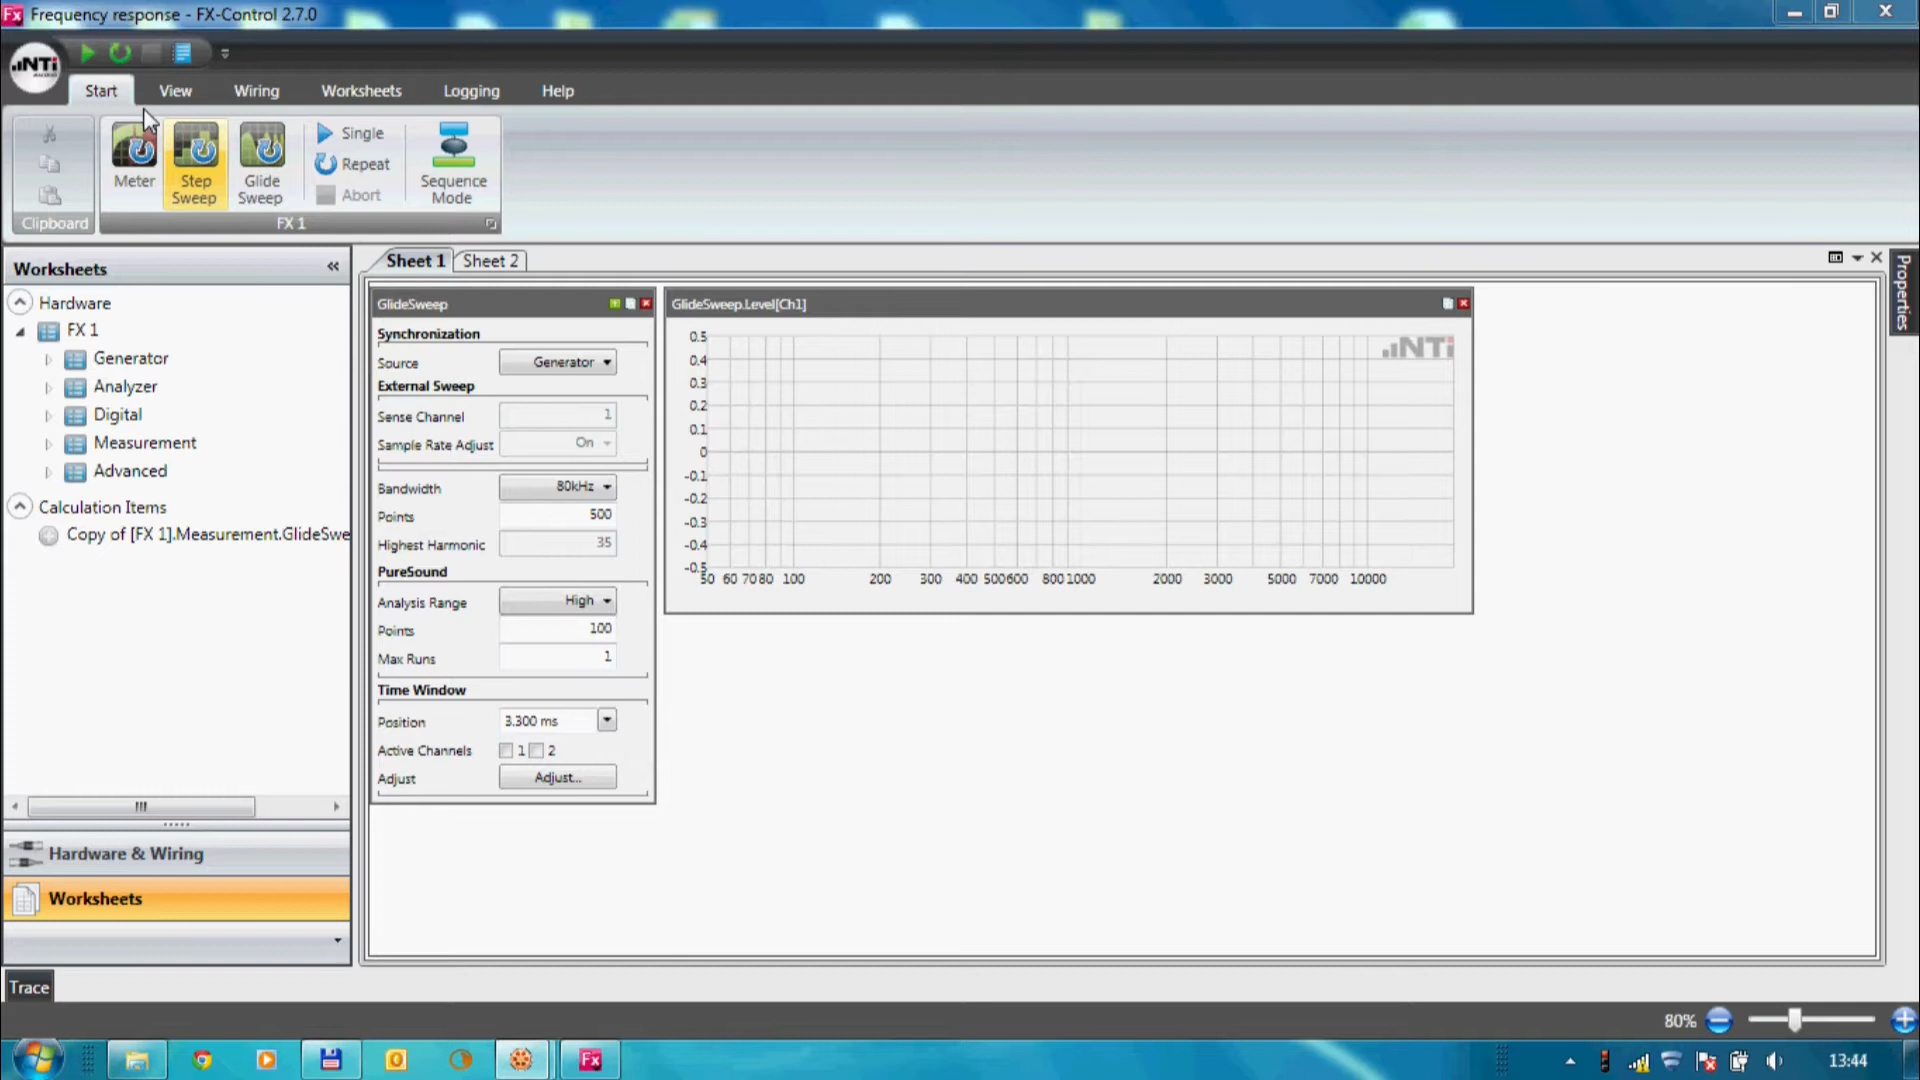 Fx Frequency response - FX-Control 2.7.0
NTi
Start View Wiring Worksheets Logging Help
Meter
Step Sweep
Glide Sweep
Single
Repeat
Abort
Sequence Mode
Clipboard
FX 1
Worksheets «
Hardware
FX 1
Generator
Analyzer
Digital
Measurement
Advanced
Calculation Items
Copy of [FX 1].Measurement.GlideSwe
Hardware & Wiring
Worksheets
Trace
Sheet 1 Sheet 2
Properties
GlideSweep
Synchronization
Source Generator
External Sweep
Sense Channel 1
Sample Rate Adjust On
Bandwidth 80kHz
Points 500
Highest Harmonic 35
PureSound
Analysis Range High
Points 100
Max Runs 1
Time Window
Position 3.300 ms
Active Channels 1 2
Adjust Adjust...
GlideSweep.Level[Ch1]
NTi
0.5
0.4
0.3
0.2
0.1
0
-0.1
-0.2
-0.3
-0.4
-0.5
50 60 70 80 100 200 300 400 500 600 800 1000 2000 3000 5000 7000 10000
80%
Fx
13:44